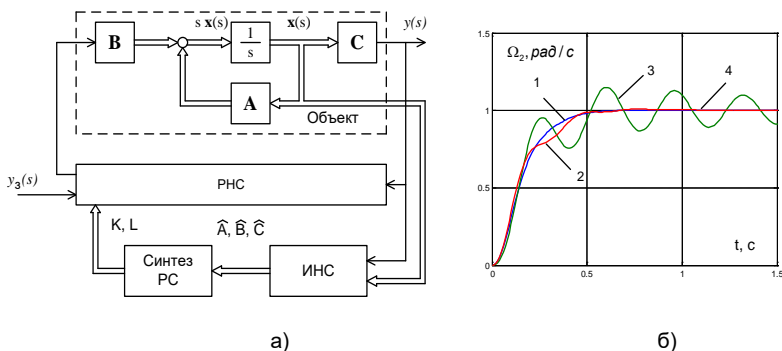 s x(s)
x(s)
y(s)
B
1
s
C
A
Объект
yз(s)
РНС
K, L
Â, B̂, Ĉ
Синтез
РС
ИНС
а)
Ω2, рад/с
1.5
1
0.5
0
0
0.5
1
1.5
1
2
3
4
t, с
б)